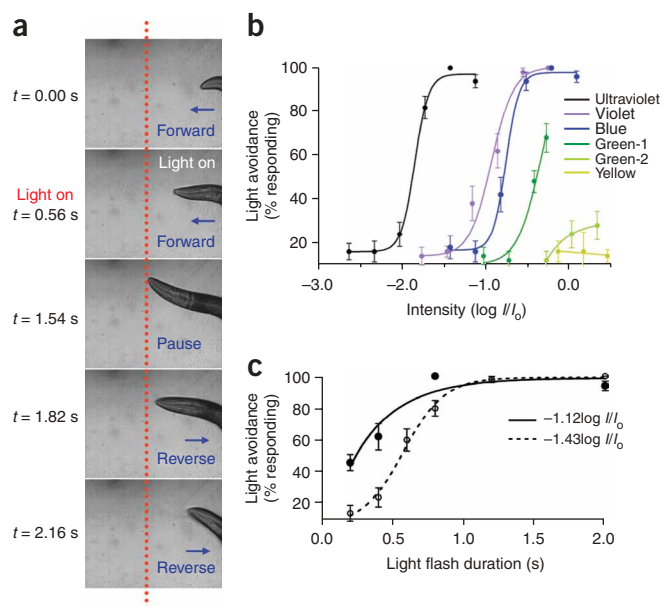 a
t = 0.00 s
Forward
Light on
Light on
t = 0.56 s
Forward
t = 1.54 s
Pause
t = 1.82 s
Reverse
t = 2.16 s
Reverse
b
Light avoidance
(% responding)
100
80
60
40
20
−3.0 −2.0 −1.0 0.0
Intensity (log I/Io)
Ultraviolet
Violet
Blue
Green-1
Green-2
Yellow
c
Light avoidance
(% responding)
100
80
60
40
20
0.0 0.5 1.0 1.5 2.0
Light flash duration (s)
−1.12log I/Io
−1.43log I/Io